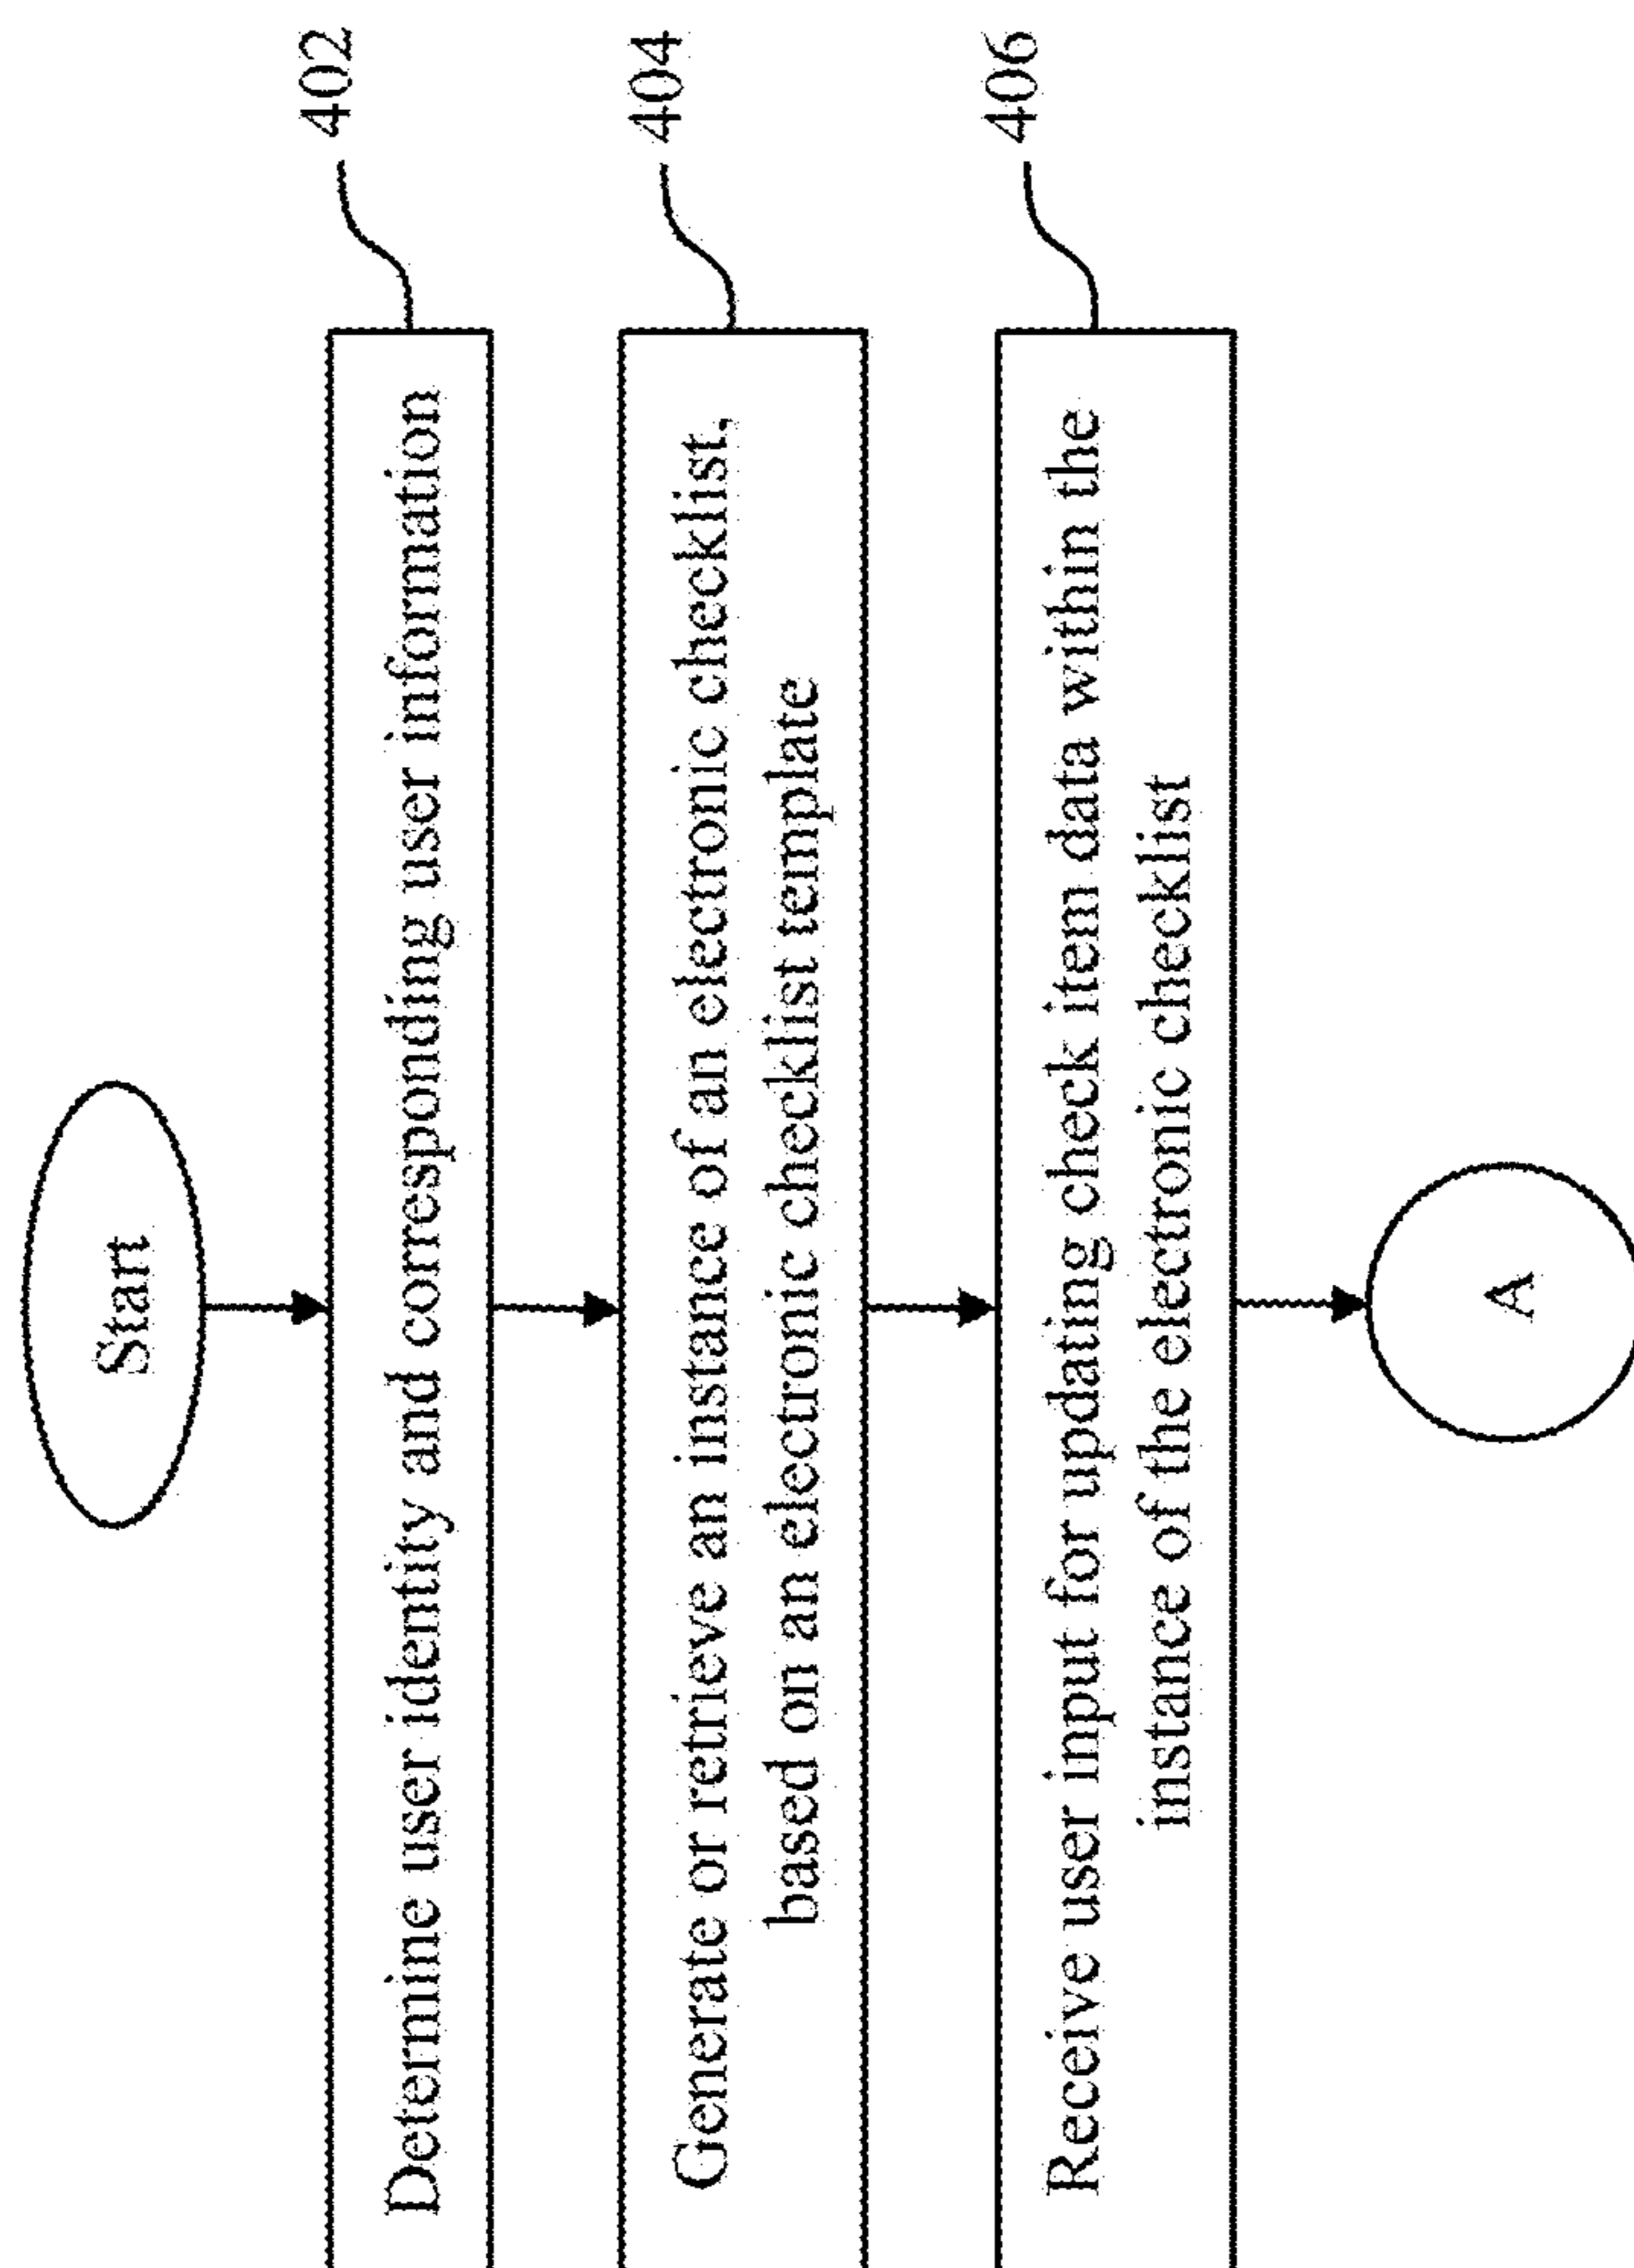 Start
402
Determine user identity and corresponding user information
404
Generate or retrieve an instance of an electronic checklist,
based on an electronic checklist template
406
Receive user input for updating check item data within the
instance of the electronic checklist
A